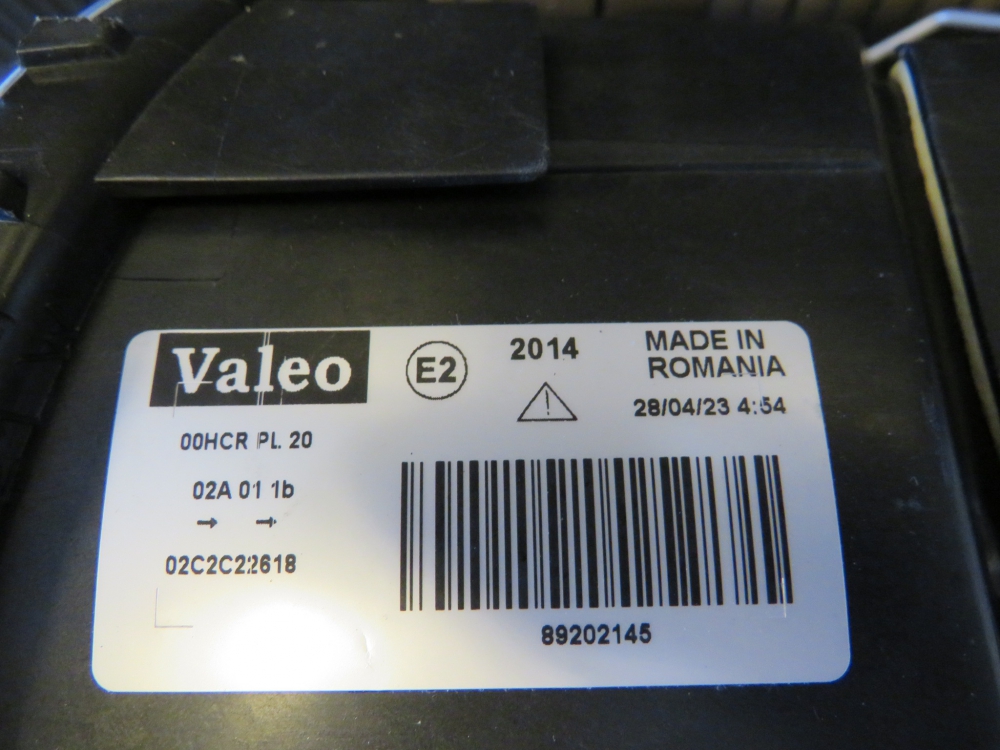 Valeo
E2
2014
MADE IN
ROMANIA
28/04/23 4:54
00HCR PL 20
02A 01 1b
→ →
02C2C22618
89202145